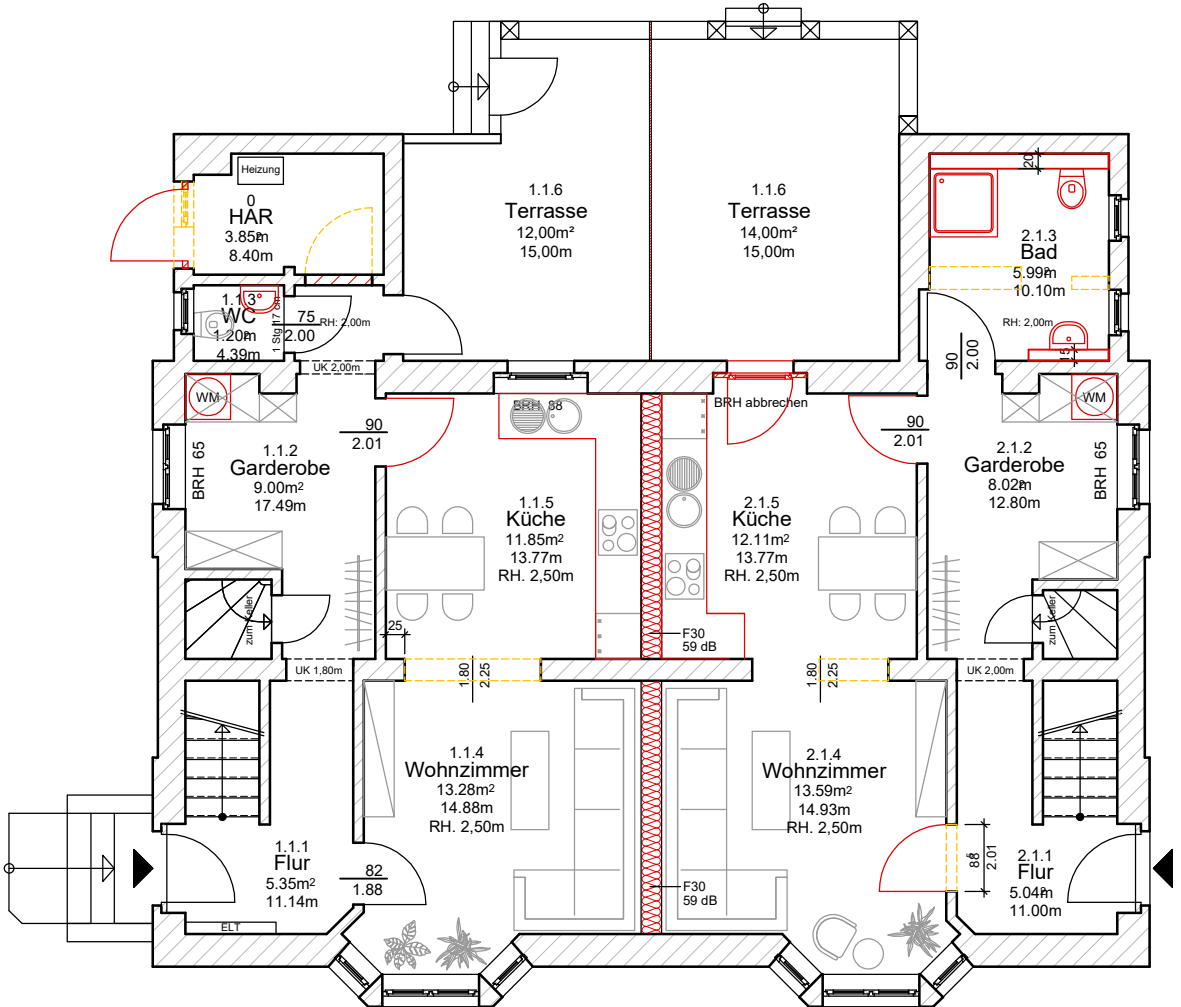 Heizung
0
HAR
3.85m²
8.40m
1.1.6
Terrasse
12,00m²
15,00m
1.1.6
Terrasse
14,00m²
15,00m
20
2.1.3
Bad
5.99m²
10.10m
RH: 2,00m
15
1.1.3
WC
1.20m²
4.39m
1 Stg. 17 cm
75
2.00
RH: 2,00m
UK 2,00m
90
2.00
WM
BRH 88
BRH abbrechen
WM
90
2.01
90
2.01
BRH 65
1.1.2
Garderobe
9.00m²
17.49m
2.1.2
Garderobe
8.02m²
12.80m
BRH 65
1.1.5
Küche
11.85m²
13.77m
RH. 2,50m
2.1.5
Küche
12.11m²
13.77m
RH. 2,50m
zum Keller
zum Keller
25
F30
59 dB
UK 1,80m
1.80
2.25
1.80
2.25
UK 2,00m
1.1.4
Wohnzimmer
13.28m²
14.88m
RH. 2,50m
2.1.4
Wohnzimmer
13.59m²
14.93m
RH. 2,50m
1.1.1
Flur
5.35m²
11.14m
82
1.88
F30
59 dB
88
2.01
2.1.1
Flur
5.04m²
11.00m
ELT